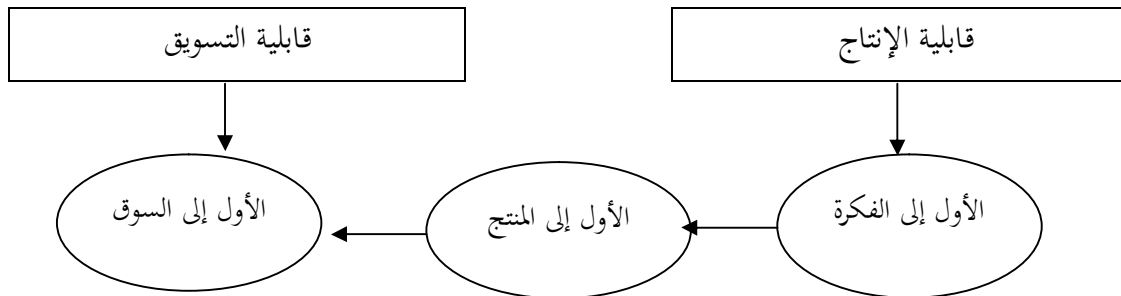 قابلية الإنتاج
قابلية التسويق
الأول إلى الفكرة
الأول إلى المنتج
الأول إلى السوق